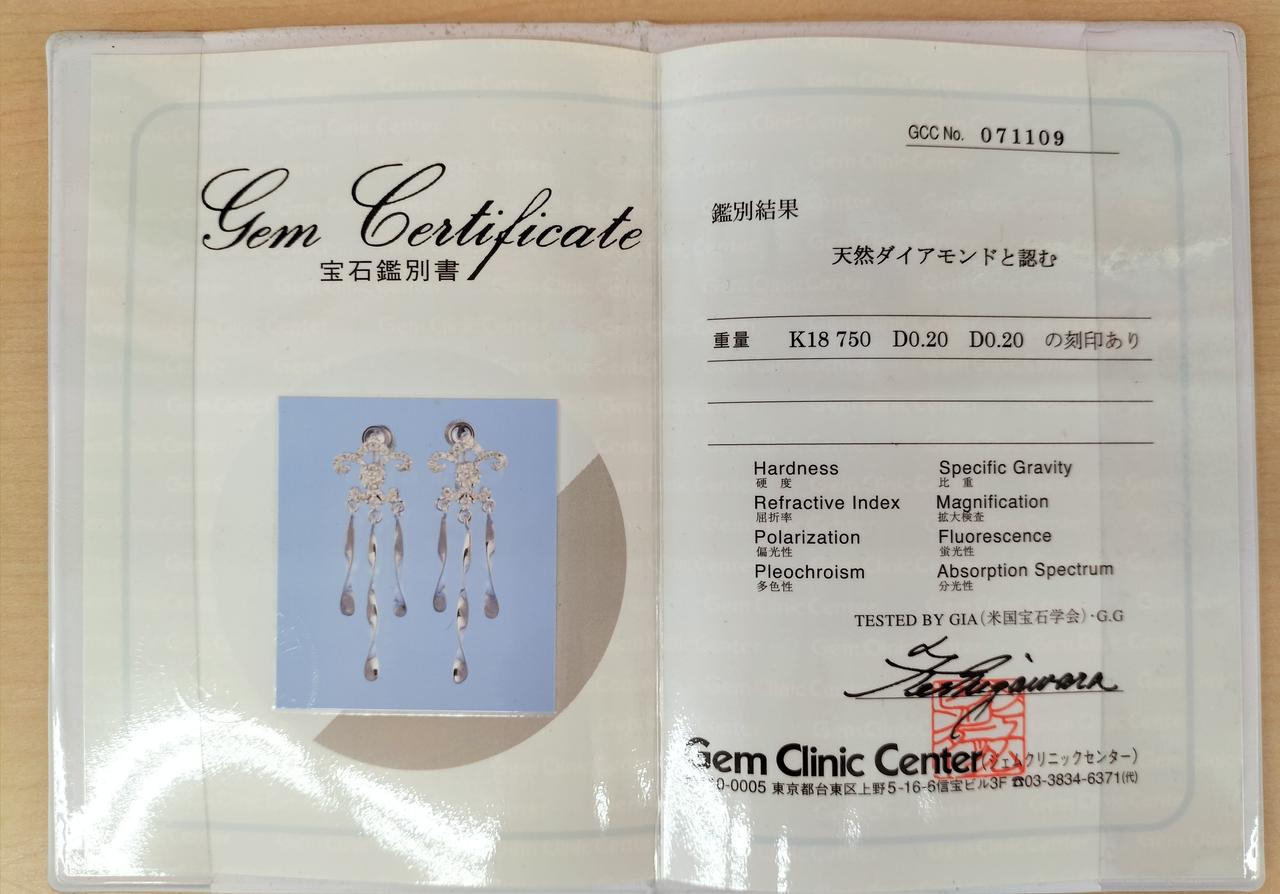 Gem Certificate
宝石鑑別書
GCC No. 071109
鑑別結果
天然ダイアモンドと認む
重量 K18 750 D0.20 D0.20 の刻印あり
Hardness Specific Gravity
硬 度 比 重
Refractive Index Magnification
屈折率 拡大検査
Polarization Fluorescence
偏光性 蛍光性
Pleochroism Absorption Spectrum
多色性 分光性
TESTED BY GIA(米国宝石学会)・G.G
Gem Clinic Center(ジェムクリニックセンター)
0-0005 東京都台東区上野5-16-6信宝ビル3F ☎03-3834-6371(代)